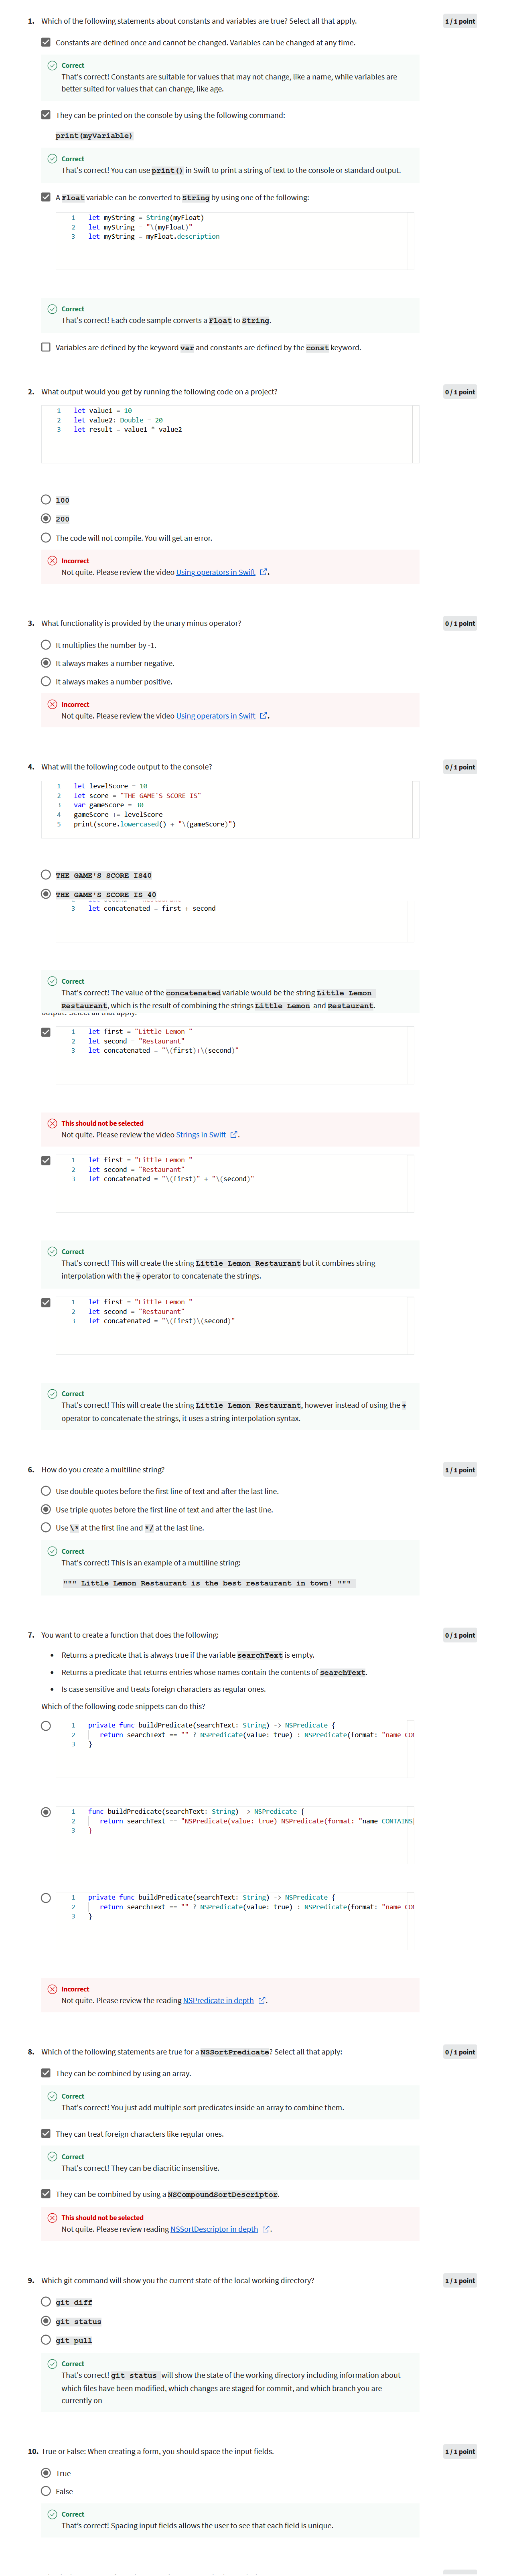 1. Which of the following statements about constants and variables are true? Select all that apply.
1 / 1 point
Constants are defined once and cannot be changed. Variables can be changed at any time.
Correct
That's correct! Constants are suitable for values that may not change, like a name, while variables are
better suited for values that can change, like age.
They can be printed on the console by using the following command:
print(myVariable)
Correct
That's correct! You can use print() in Swift to print a string of text to the console or standard output.
A Float variable can be converted to String by using one of the following:
1 let myString = String(myFloat)
2 let myString = "\(myFloat)"
3 let myString = myFloat.description
Correct
That's correct! Each code sample converts a Float to String.
Variables are defined by the keyword var and constants are defined by the const keyword.
2. What output would you get by running the following code on a project?
0 / 1 point
1 let value1 = 10
2 let value2: Double = 20
3 let result = value1 * value2
100
200
The code will not compile. You will get an error.
Incorrect
Not quite. Please review the video Using operators in Swift.
3. What functionality is provided by the unary minus operator?
0 / 1 point
It multiplies the number by -1.
It always makes a number negative.
It always makes a number positive.
Incorrect
Not quite. Please review the video Using operators in Swift.
4. What will the following code output to the console?
0 / 1 point
1 let levelScore = 10
2 let score = "THE GAME'S SCORE IS"
3 var gameScore = 30
4 gameScore += levelScore
5 print(score.lowercased() + "\(gameScore)")
THE GAME'S SCORE IS40
THE GAME'S SCORE IS 40
3 let concatenated = first + second
Correct
That's correct! The value of the concatenated variable would be the string Little Lemon
Restaurant, which is the result of combining the strings Little Lemon and Restaurant.
output? Select all that apply.
1 let first = "Little Lemon "
2 let second = "Restaurant"
3 let concatenated = "\(first)+\(second)"
This should not be selected
Not quite. Please review the video Strings in Swift.
1 let first = "Little Lemon "
2 let second = "Restaurant"
3 let concatenated = "\(first)" + "\(second)"
Correct
That's correct! This will create the string Little Lemon Restaurant but it combines string
interpolation with the + operator to concatenate the strings.
1 let first = "Little Lemon "
2 let second = "Restaurant"
3 let concatenated = "\(first)\(second)"
Correct
That's correct! This will create the string Little Lemon Restaurant, however instead of using the +
operator to concatenate the strings, it uses a string interpolation syntax.
6. How do you create a multiline string?
1 / 1 point
Use double quotes before the first line of text and after the last line.
Use triple quotes before the first line of text and after the last line.
Use \* at the first line and */ at the last line.
Correct
That's correct! This is an example of a multiline string:
""" Little Lemon Restaurant is the best restaurant in town! """
7. You want to create a function that does the following:
0 / 1 point
• Returns a predicate that is always true if the variable searchText is empty.
• Returns a predicate that returns entries whose names contain the contents of searchText.
• Is case sensitive and treats foreign characters as regular ones.
Which of the following code snippets can do this?
1 private func buildPredicate(searchText: String) -> NSPredicate {
2 return searchText == "" ? NSPredicate(value: true) : NSPredicate(format: "name CON
3 }
1 func buildPredicate(searchText: String) -> NSPredicate {
2 return searchText == "NSPredicate(value: true) NSPredicate(format: "name CONTAINS
3 }
1 private func buildPredicate(searchText: String) -> NSPredicate {
2 return searchText == "" ? NSPredicate(value: true) : NSPredicate(format: "name CON
3 }
Incorrect
Not quite. Please review the reading NSPredicate in depth.
8. Which of the following statements are true for a NSSortPredicate? Select all that apply:
0 / 1 point
They can be combined by using an array.
Correct
That's correct! You just add multiple sort predicates inside an array to combine them.
They can treat foreign characters like regular ones.
Correct
That's correct! They can be diacritic insensitive.
They can be combined by using a NSCompoundSortDescriptor.
This should not be selected
Not quite. Please review reading NSSortDescriptor in depth.
9. Which git command will show you the current state of the local working directory?
1 / 1 point
git diff
git status
git pull
Correct
That's correct! git status will show the state of the working directory including information about
which files have been modified, which changes are staged for commit, and which branch you are
currently on
10. True or False: When creating a form, you should space the input fields.
1 / 1 point
True
False
Correct
That's correct! Spacing input fields allows the user to see that each field is unique.